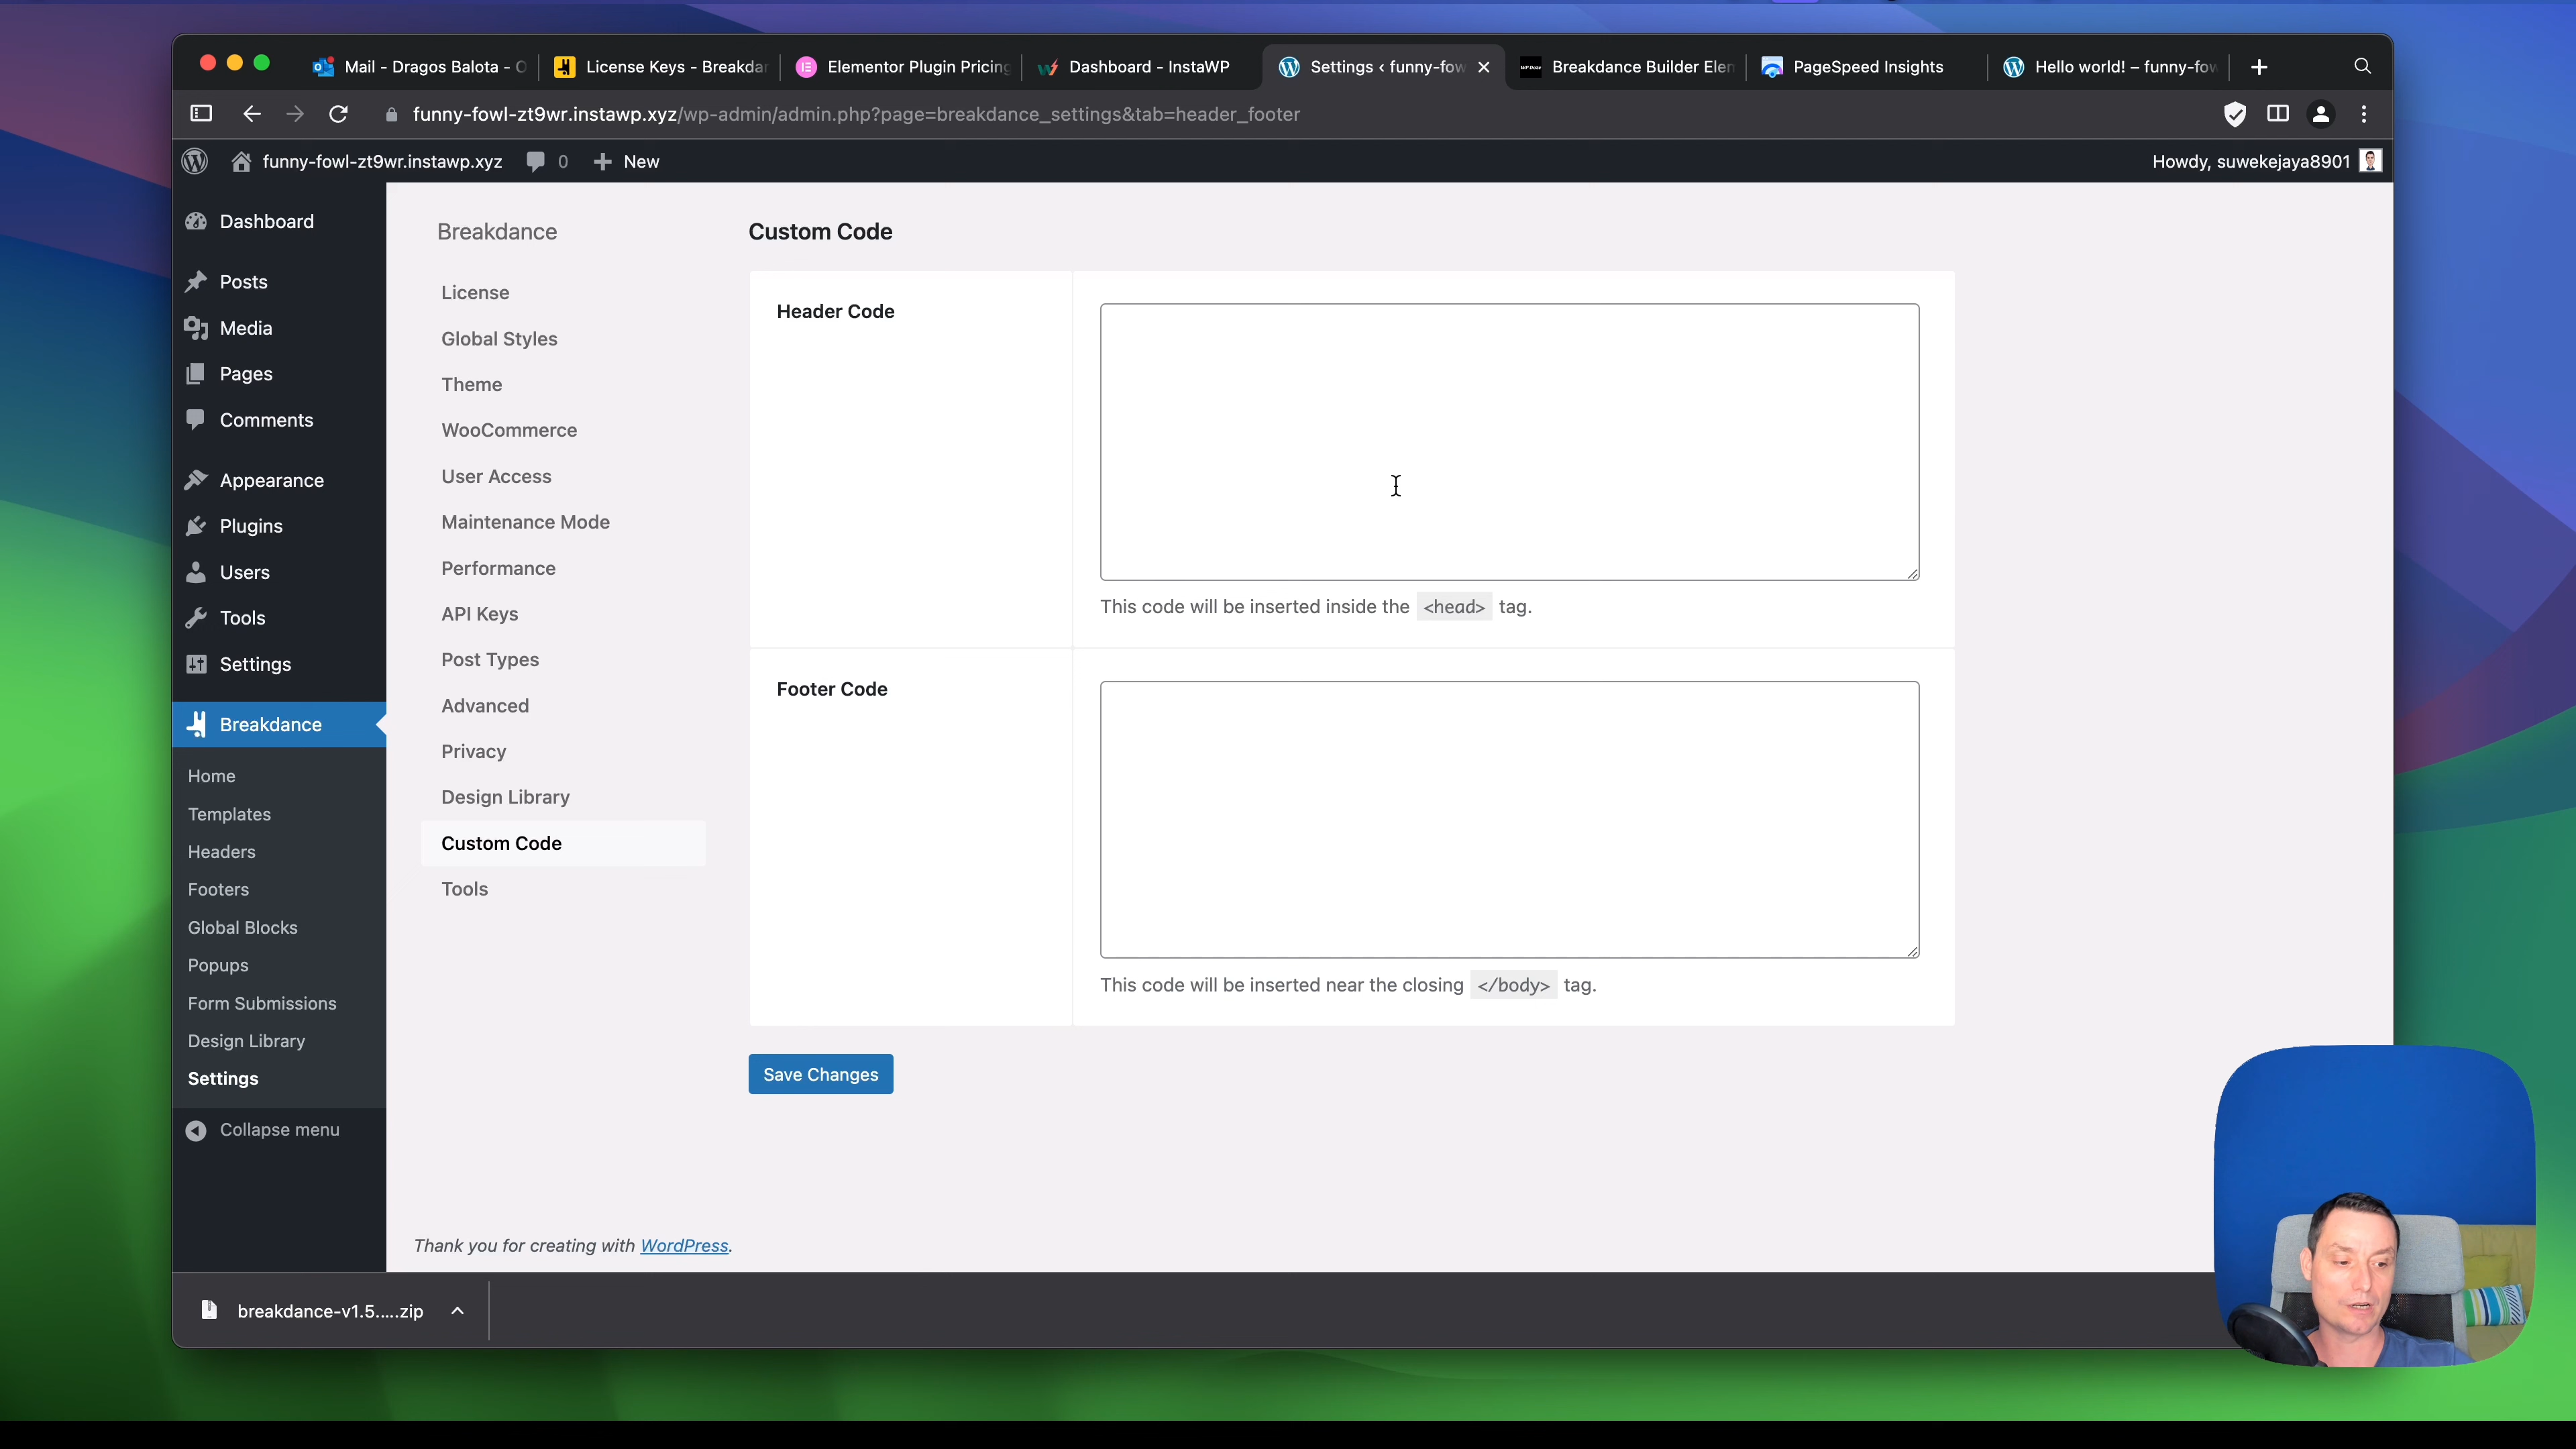 Mail - Dragos Balota - O
License Keys - Breakdan
Elementor Plugin Pricing
Dashboard - InstaWP
Settings ‹ funny-fow
Breakdance Builder Elem
PageSpeed Insights
Hello world! – funny-fow
funny-fowl-zt9wr.instawp.xyz/wp-admin/admin.php?page=breakdance_settings&tab=header_footer
funny-fowl-zt9wr.instawp.xyz
0
New
Howdy, suwekejaya8901
Dashboard
Posts
Media
Pages
Comments
Appearance
Plugins
Users
Tools
Settings
Breakdance
Home
Templates
Headers
Footers
Global Blocks
Popups
Form Submissions
Design Library
Settings
Collapse menu
Breakdance
License
Global Styles
Theme
WooCommerce
User Access
Maintenance Mode
Performance
API Keys
Post Types
Advanced
Privacy
Design Library
Custom Code
Tools
Custom Code
Header Code
This code will be inserted inside the <head> tag.
Footer Code
This code will be inserted near the closing </body> tag.
Save Changes
Thank you for creating with WordPress.
breakdance-v1.5.....zip